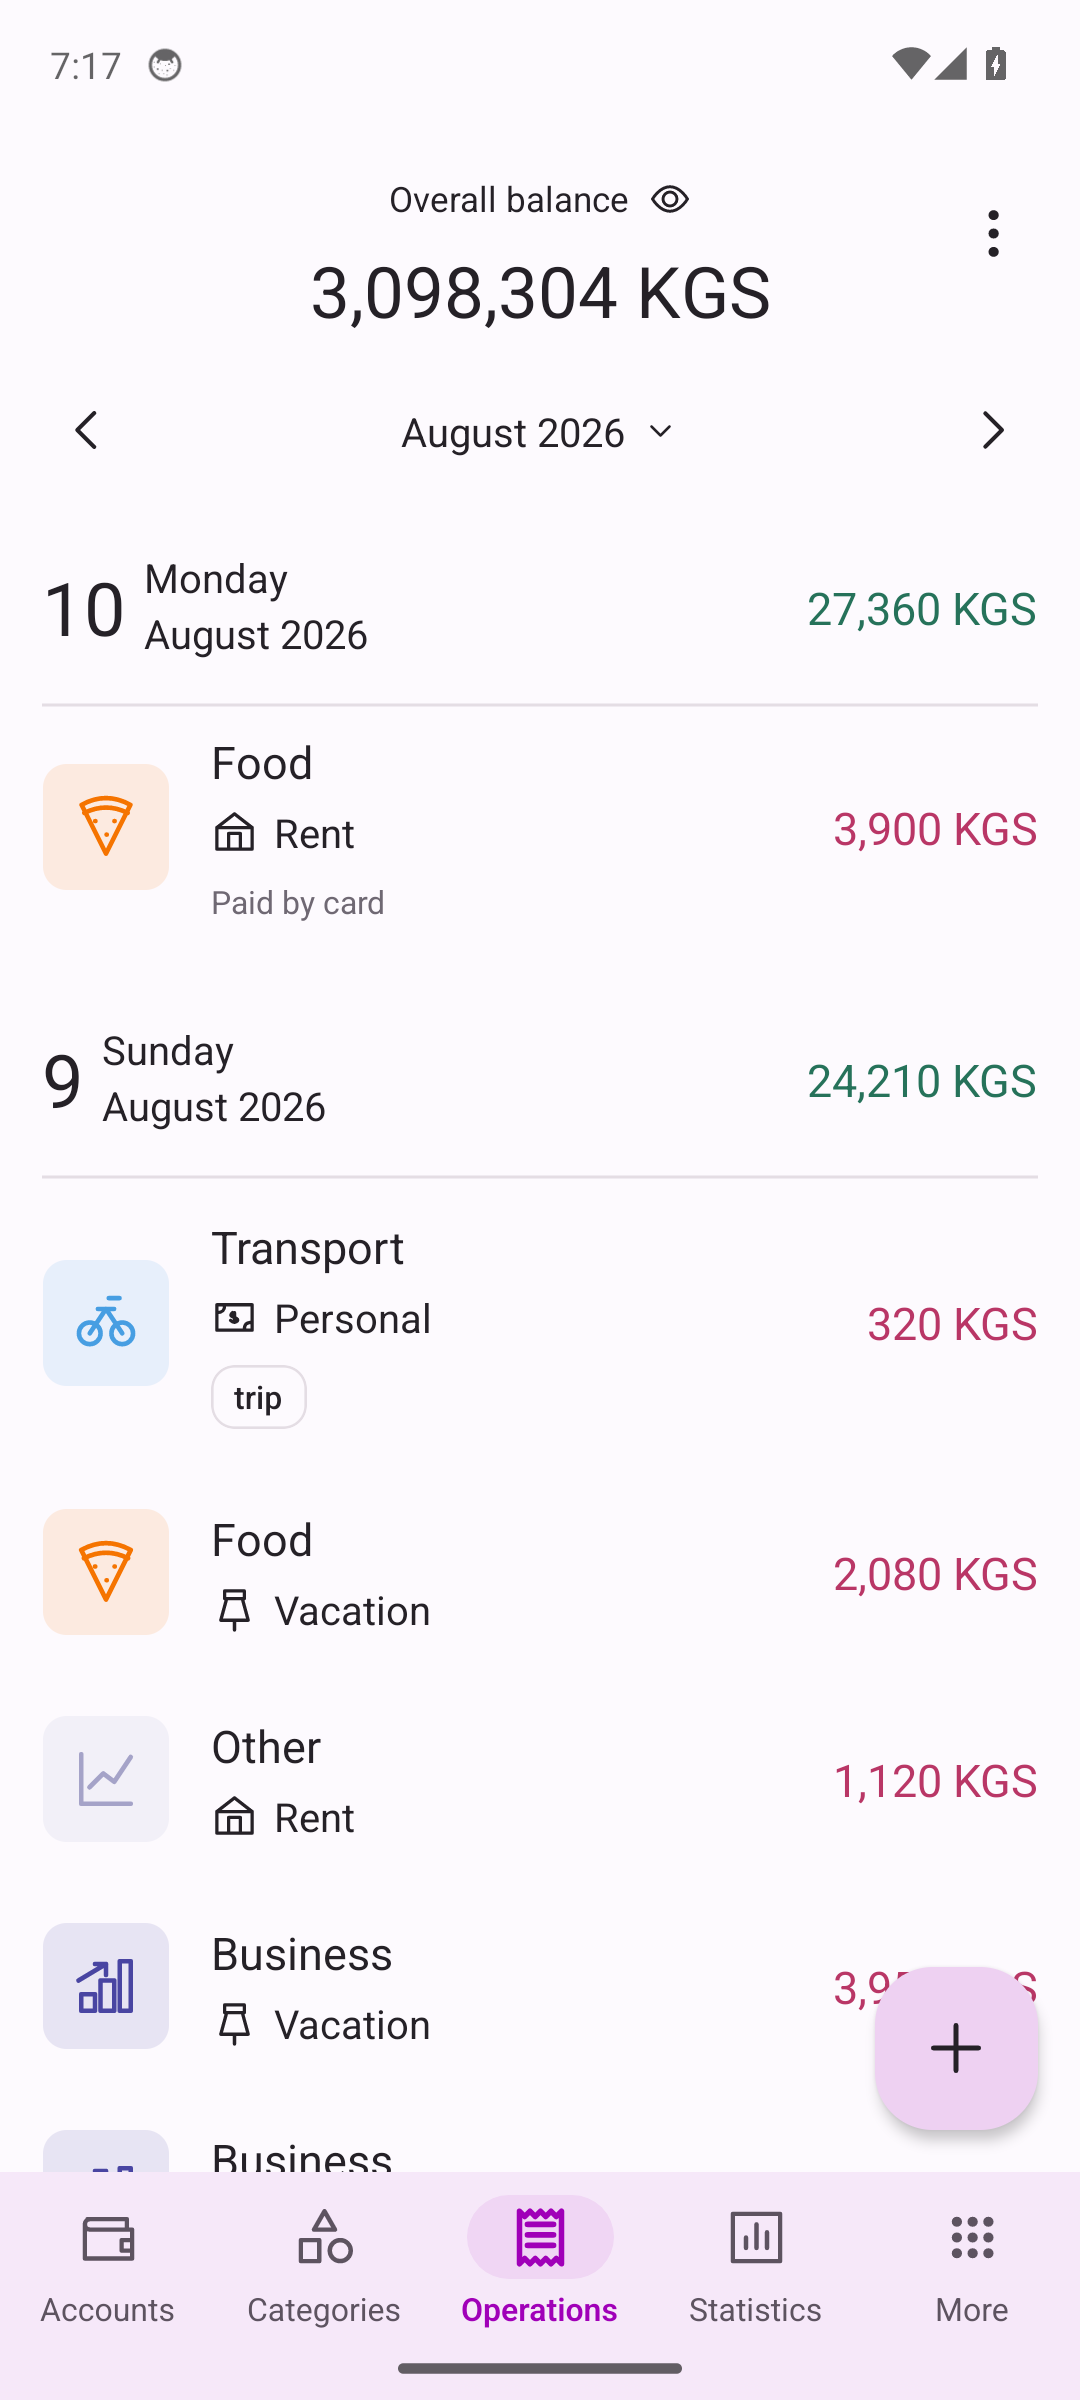 7:17
Overall balance
3,098,304 KGS
August 2026
10
Monday
August 2026
27,360 KGS
Food
Rent
Paid by card
3,900 KGS
9
Sunday
August 2026
24,210 KGS
Transport
Personal
trip
320 KGS
Food
Vacation
2,080 KGS
Other
Rent
1,120 KGS
Business
Vacation
Business
Accounts
Categories
Operations
Statistics
More